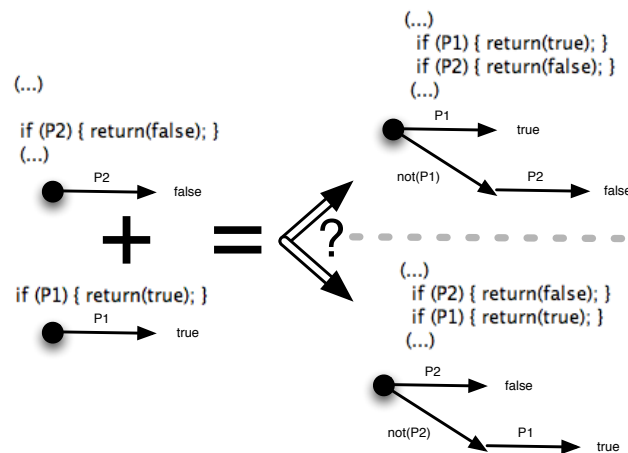 (...)
if (P2) { return(false); }
(...)
P2
false
+
=
?
if (P1) { return(true); }
P1
true
(...)
if (P1) { return(true); }
if (P2) { return(false); }
(...)
P1
true
not(P1)
P2
false
(...)
if (P2) { return(false); }
if (P1) { return(true); }
(...)
P2
false
not(P2)
P1
true